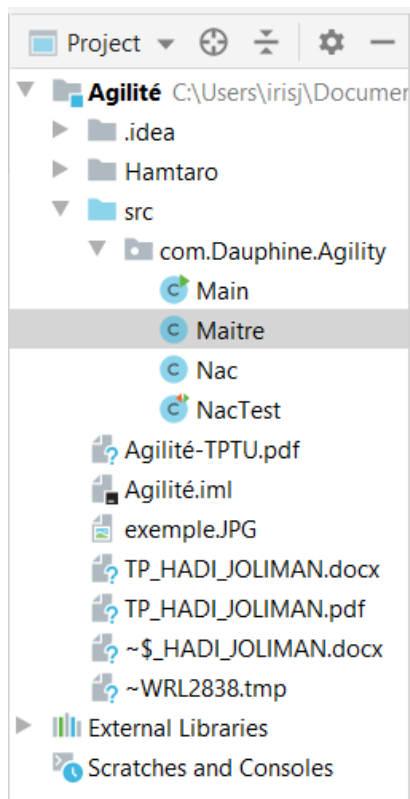 Project
Agilité C:\Users\irisj\Documen
.idea
Hamtaro
src
com.Dauphine.Agility
C Main
C Maitre
C Nac
C NacTest
Agilité-TPTU.pdf
Agilité.iml
exemple.JPG
TP_HADI_JOLIMAN.docx
TP_HADI_JOLIMAN.pdf
~$_HADI_JOLIMAN.docx
~WRL2838.tmp
External Libraries
Scratches and Consoles